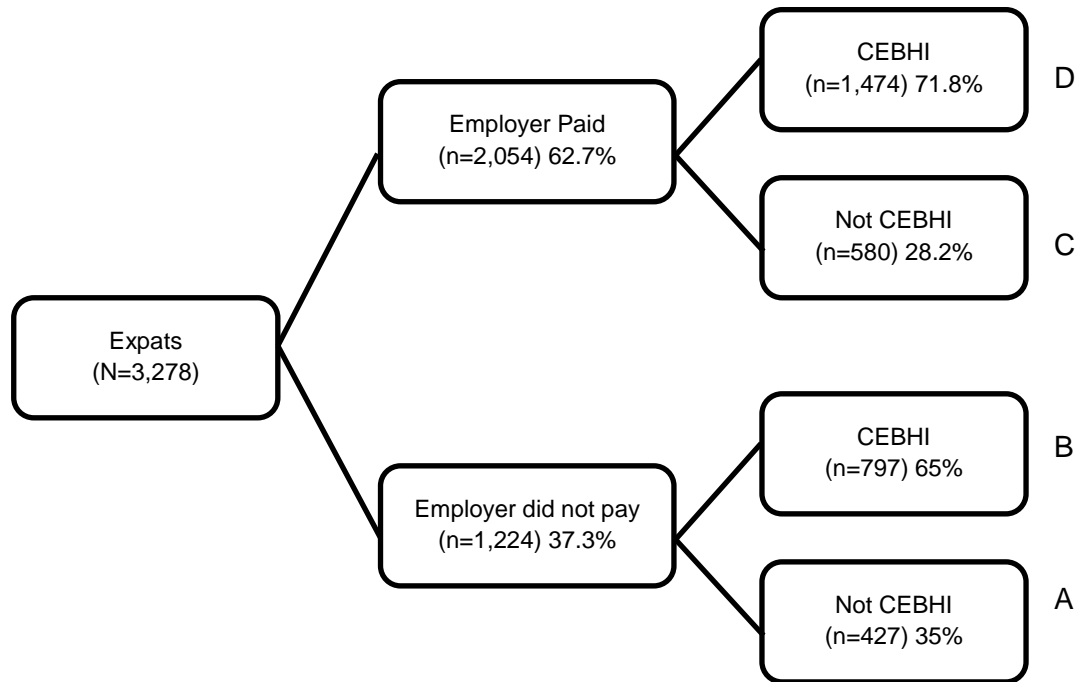 CEBHI
(n=1,474) 71.8%
D
Employer Paid
(n=2,054) 62.7%
Not CEBHI
(n=580) 28.2%
C
Expats
(N=3,278)
CEBHI
(n=797) 65%
B
Employer did not pay
(n=1,224) 37.3%
Not CEBHI
(n=427) 35%
A